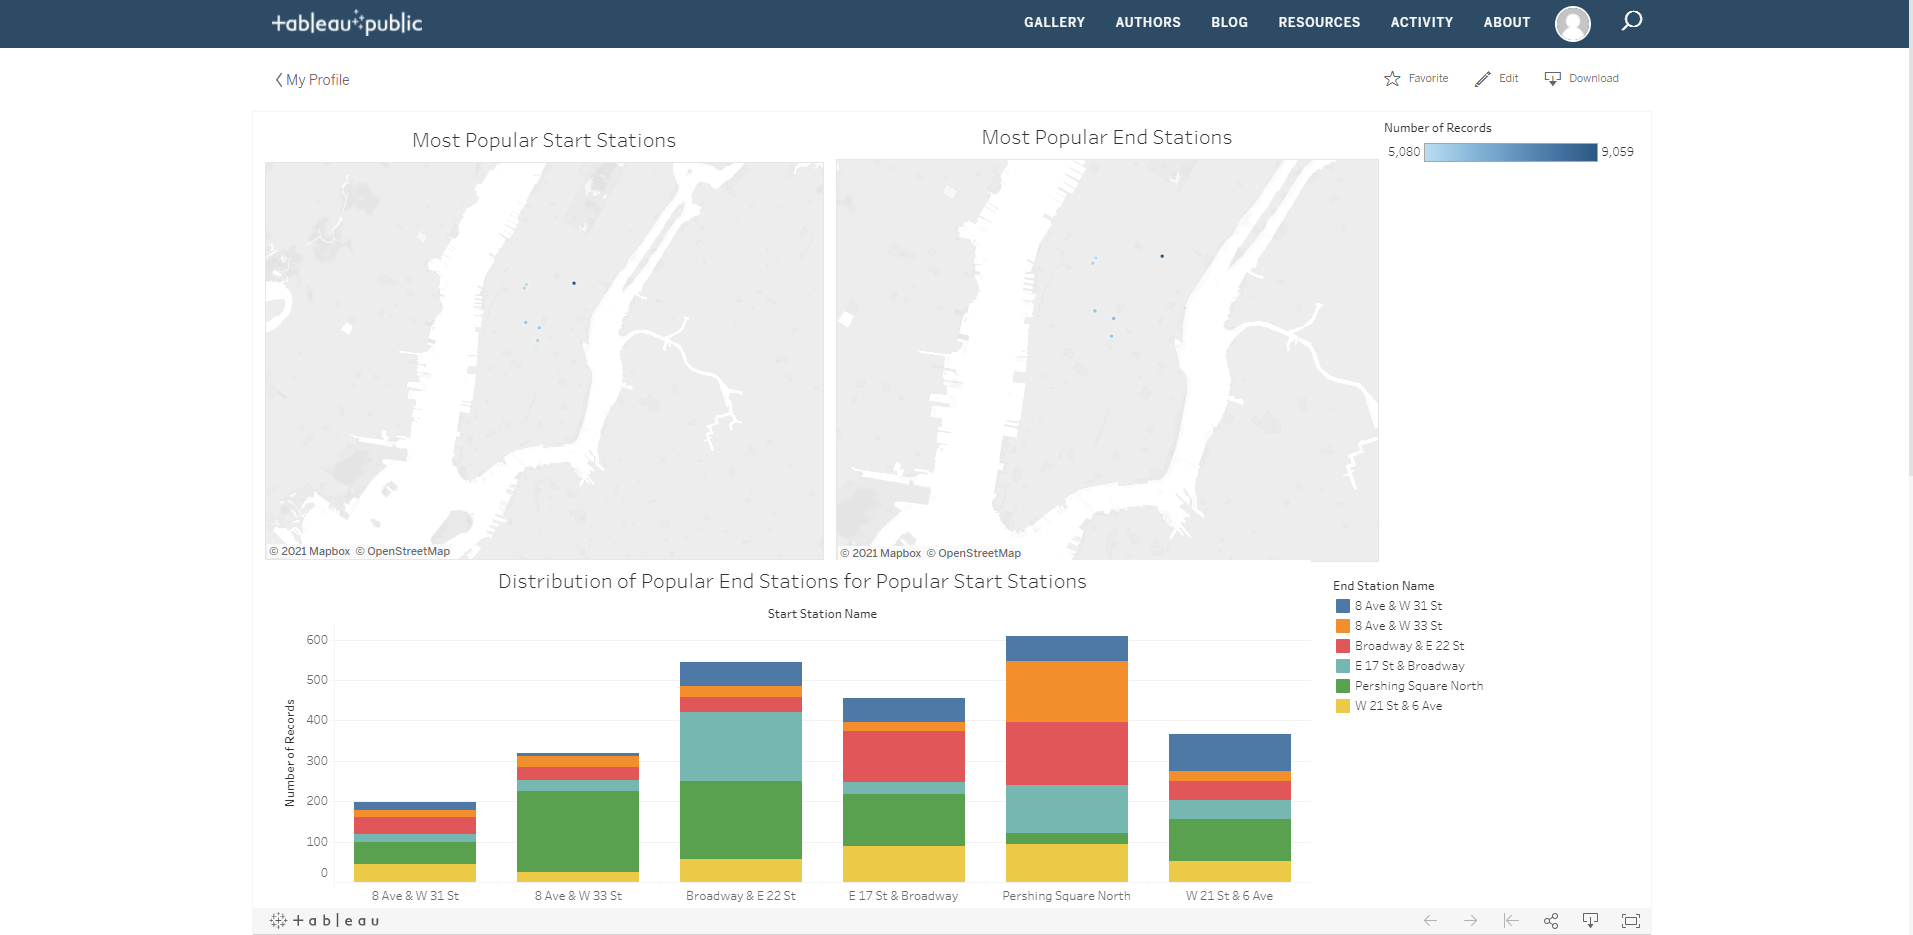 tableau public
GALLERY AUTHORS BLOG RESOURCES ACTIVITY ABOUT
My Profile
Favorite Edit Download
Most Popular Start Stations
Most Popular End Stations
Number of Records
5,080 9,059
© 2021 Mapbox © OpenStreetMap
© 2021 Mapbox © OpenStreetMap
Distribution of Popular End Stations for Popular Start Stations
Start Station Name
Number of Records
600
500
400
300
200
100
0
8 Ave & W 31 St
8 Ave & W 33 St
Broadway & E 22 St
E 17 St & Broadway
Pershing Square North
W 21 St & 6 Ave
End Station Name
8 Ave & W 31 St
8 Ave & W 33 St
Broadway & E 22 St
E 17 St & Broadway
Pershing Square North
W 21 St & 6 Ave
tableau